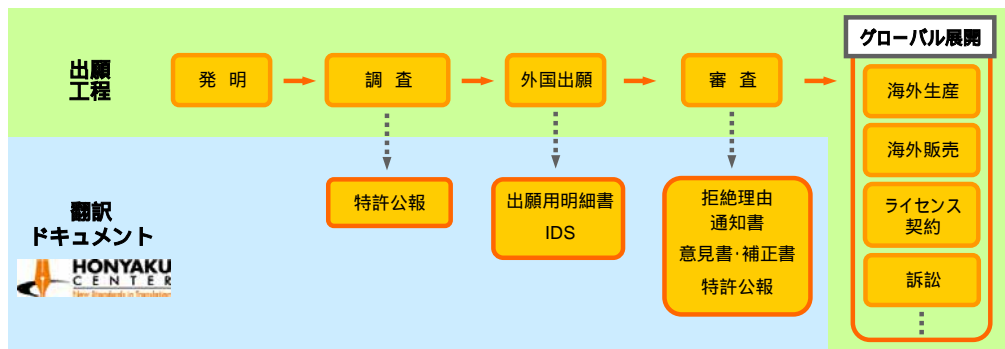 グローバル展開
出願
工程
発 明
調 査
外国出願
審 査
海外生産
海外販売
ライセンス
契約
訴訟
翻訳
ドキュメント
HONYAKU
CENTER
New Standards in Translation
特許公報
出願用明細書
IDS
拒絶理由
通知書
意見書・補正書
特許公報